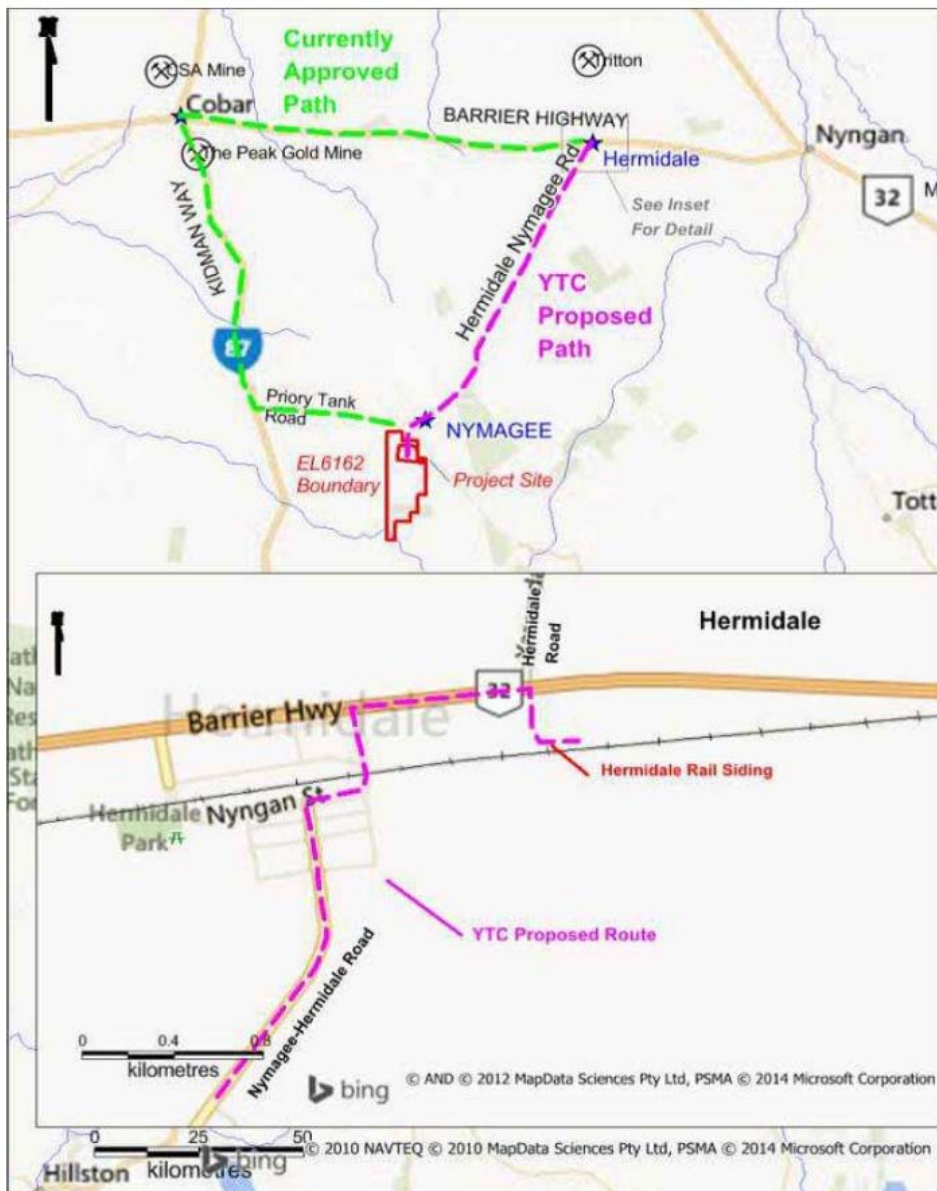 Currently
Approved
Path
CSA Mine
Cobar
The Peak Gold Mine
Tritton
BARRIER HIGHWAY
Hermidale
Nyngan
32
M
See Inset
For Detail
KIDMAN WAY
Hermidale Nymagee Rd
YTC
Proposed
Path
87
Priory Tank
Road
NYMAGEE
EL6162
Boundary
Project Site
Tott
Hermidale
Road
Hermidale
32
Barrier Hwy
Hermidale
Hermidale Rail Siding
Nyngan St
Hermidale
Park
YTC Proposed Route
Nymagee-Hermidale Road
0 0.4 0.8
kilometres
bing
© AND © 2012 MapData Sciences Pty Ltd, PSMA © 2014 Microsoft Corporation
0 25 50
kilometres
bing
© 2010 NAVTEQ © 2010 MapData Sciences Pty Ltd, PSMA © 2014 Microsoft Corporation
Hillston